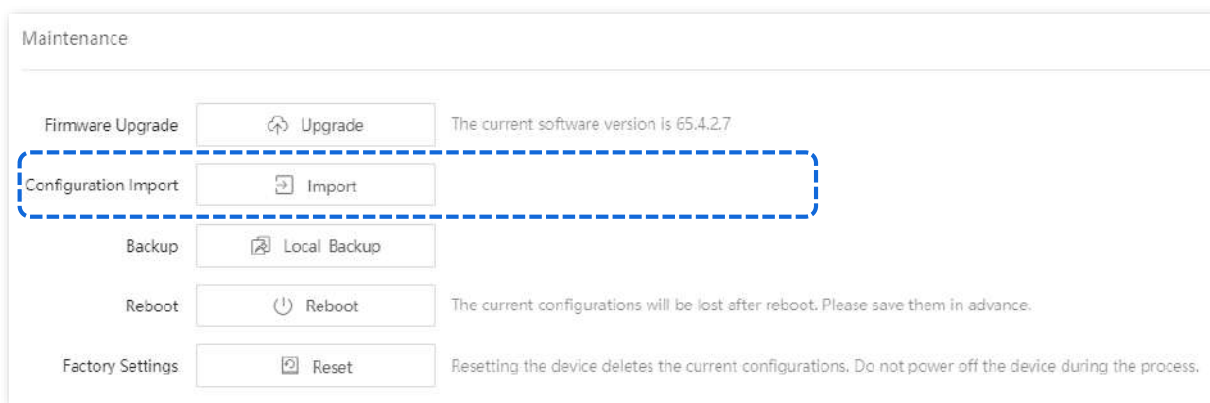 Maintenance
Firmware Upgrade Upgrade The current software version is 65.4.2.7
Configuration Import Import
Backup Local Backup
Reboot Reboot The current configurations will be lost after reboot. Please save them in advance.
Factory Settings Reset Resetting the device deletes the current configurations. Do not power off the device during the process.